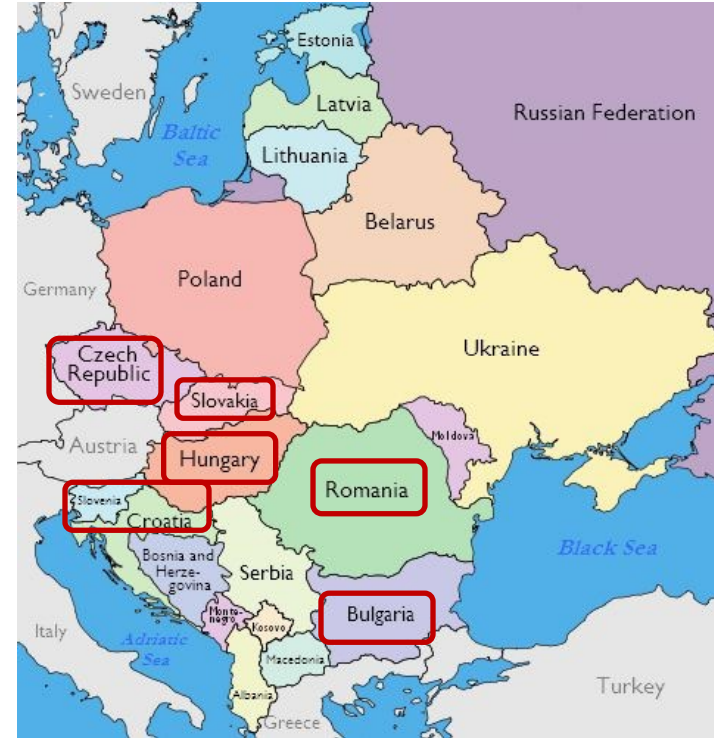 Estonia
Sweden
Latvia
Russian Federation
Baltic
Sea
Lithuania
Belarus
Poland
Germany
Czech
Republic
Ukraine
Slovakia
Austria
Moldova
Hungary
Romania
Slovenia
Croatia
Bosnia and
Herze-
govina
Serbia
Black Sea
Monte-
negro
Kosovo
Bulgaria
Italy
Adriatic
Sea
Macedonia
Albania
Turkey
Greece